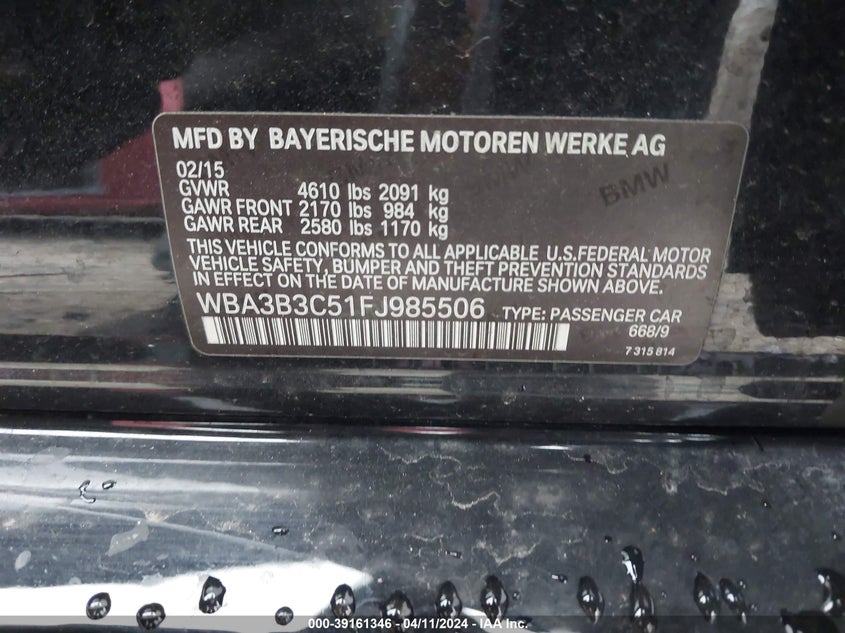 MFD BY BAYERISCHE MOTOREN WERKE AG
02/15
GVWR 4610 lbs 2091 kg
GAWR FRONT 2170 lbs 984 kg
GAWR REAR 2580 lbs 1170 kg
THIS VEHICLE CONFORMS TO ALL APPLICABLE U.S.FEDERAL MOTOR
VEHICLE SAFETY, BUMPER AND THEFT PREVENTION STANDARDS
IN EFFECT ON THE DATE OF MANUFACTURE SHOWN ABOVE.
WBA3B3C51FJ985506 TYPE: PASSENGER CAR
668/9
7 315 814
BMW
000-39161346 - 04/11/2024 - IAA Inc.